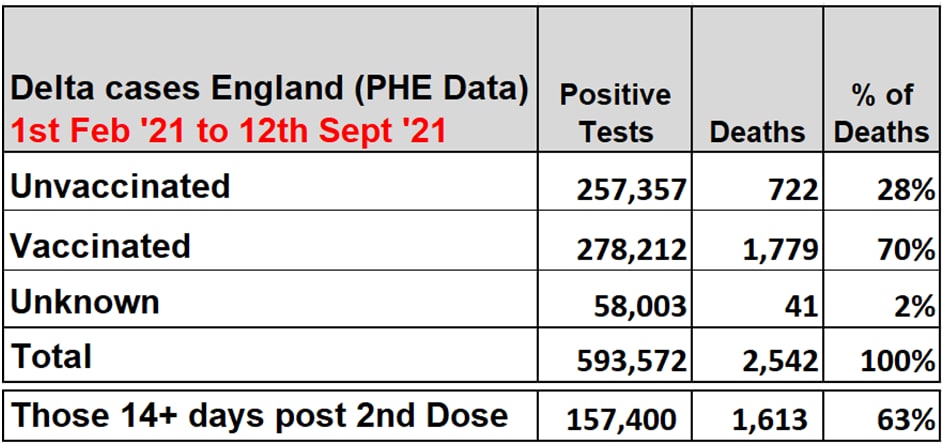 Delta cases England (PHE Data)
1st Feb '21 to 12th Sept '21
Positive Tests
Deaths
% of Deaths
Unvaccinated 257,357 722 28%
Vaccinated 278,212 1,779 70%
Unknown 58,003 41 2%
Total 593,572 2,542 100%
Those 14+ days post 2nd Dose 157,400 1,613 63%